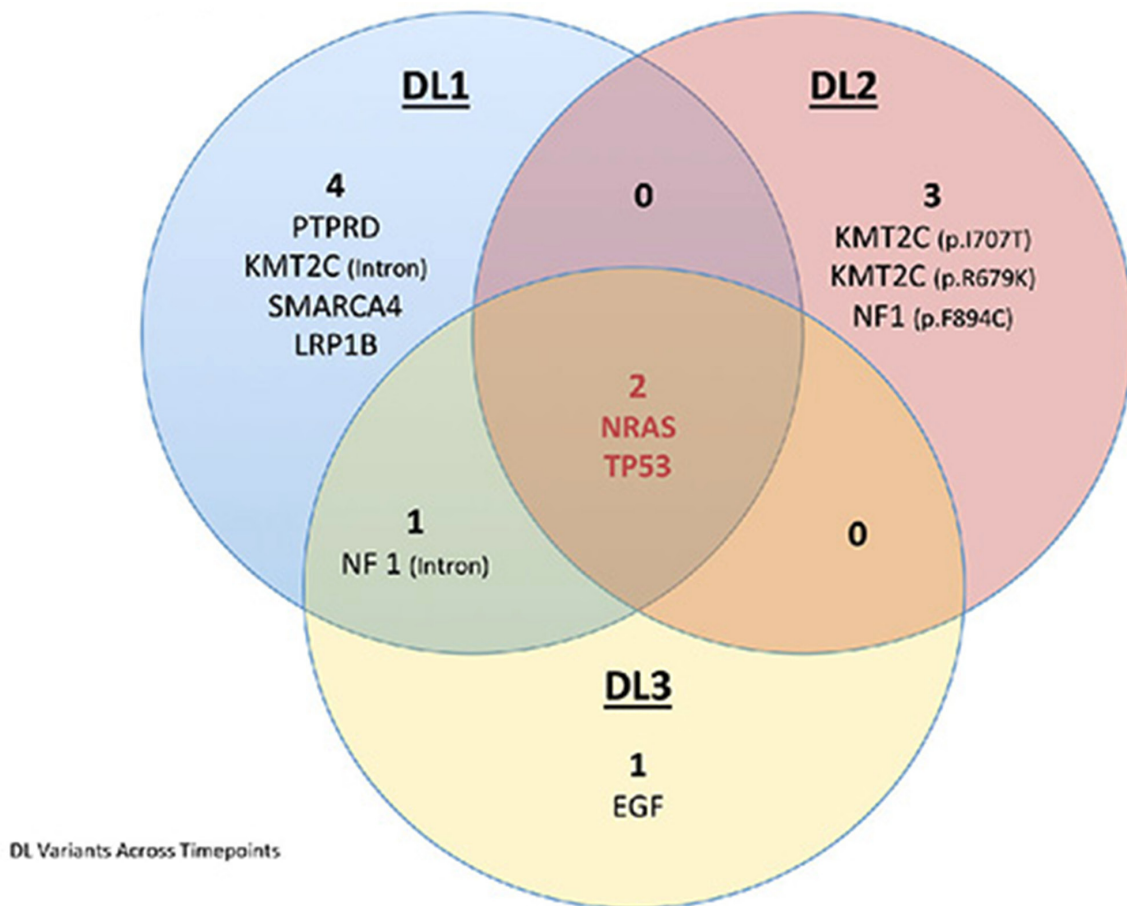 DL1
DL2
4
PTPRD
KMT2C (Intron)
SMARCA4
LRP1B
0
3
KMT2C (p.I707T)
KMT2C (p.R679K)
NF1 (p.F894C)
2
NRAS
TP53
1
NF 1 (Intron)
0
DL3
1
EGF
DL Variants Across Timepoints